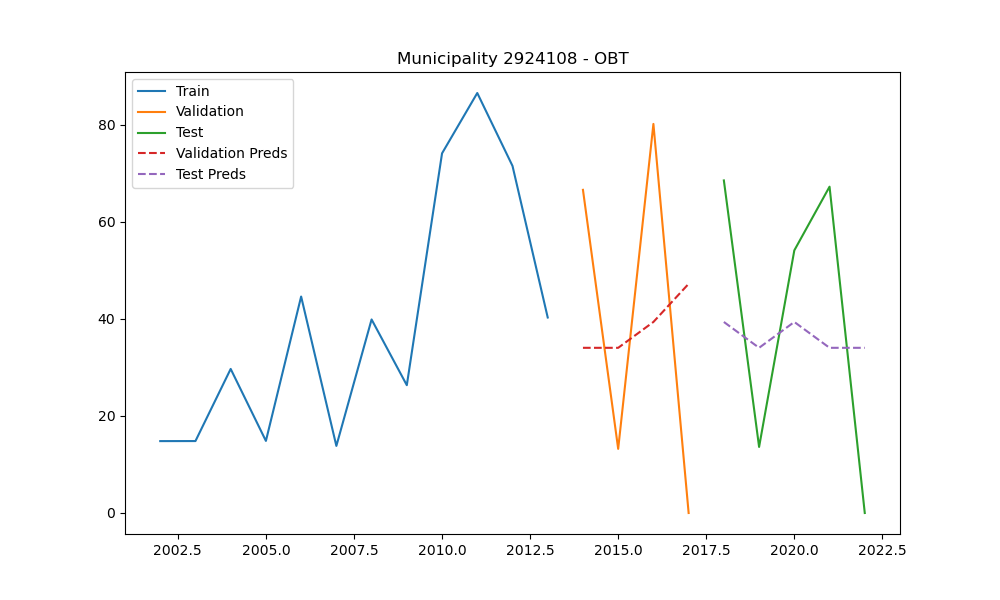 Municipality 2924108 - OBT
Train
Validation
Test
Validation Preds
Test Preds
80
60
40
20
0
2002.5 2005.0 2007.5 2010.0 2012.5 2015.0 2017.5 2020.0 2022.5